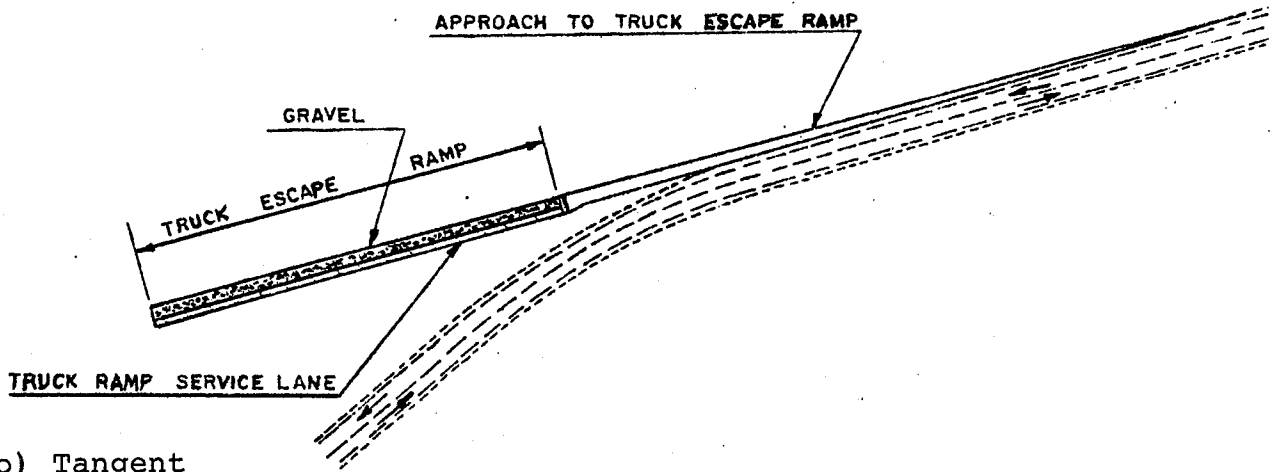 APPROACH TO TRUCK ESCAPE RAMP
GRAVEL
TRUCK ESCAPE RAMP
TRUCK RAMP SERVICE LANE
) Tangent